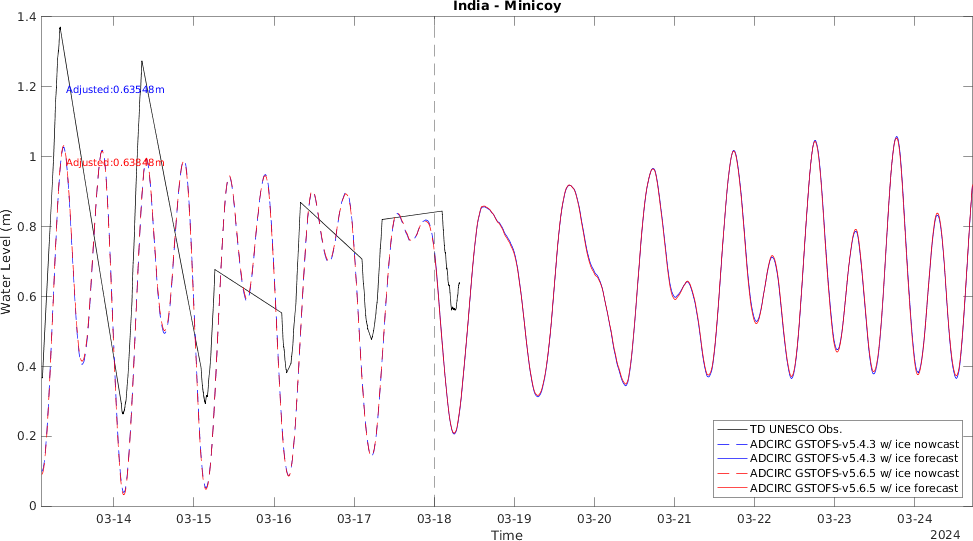 India - Minicoy
Water Level (m)
1.4
1.2
1
0.8
0.6
0.4
0.2
0
Adjusted:0.63548m
Adjusted:0.63848m
TD UNESCO Obs.
ADCIRC GSTOFS-v5.4.3 w/ ice nowcast
ADCIRC GSTOFS-v5.4.3 w/ ice forecast
ADCIRC GSTOFS-v5.6.5 w/ ice nowcast
ADCIRC GSTOFS-v5.6.5 w/ ice forecast
03-14 03-15 03-16 03-17 03-18 03-19 03-20 03-21 03-22 03-23 03-24
Time
2024